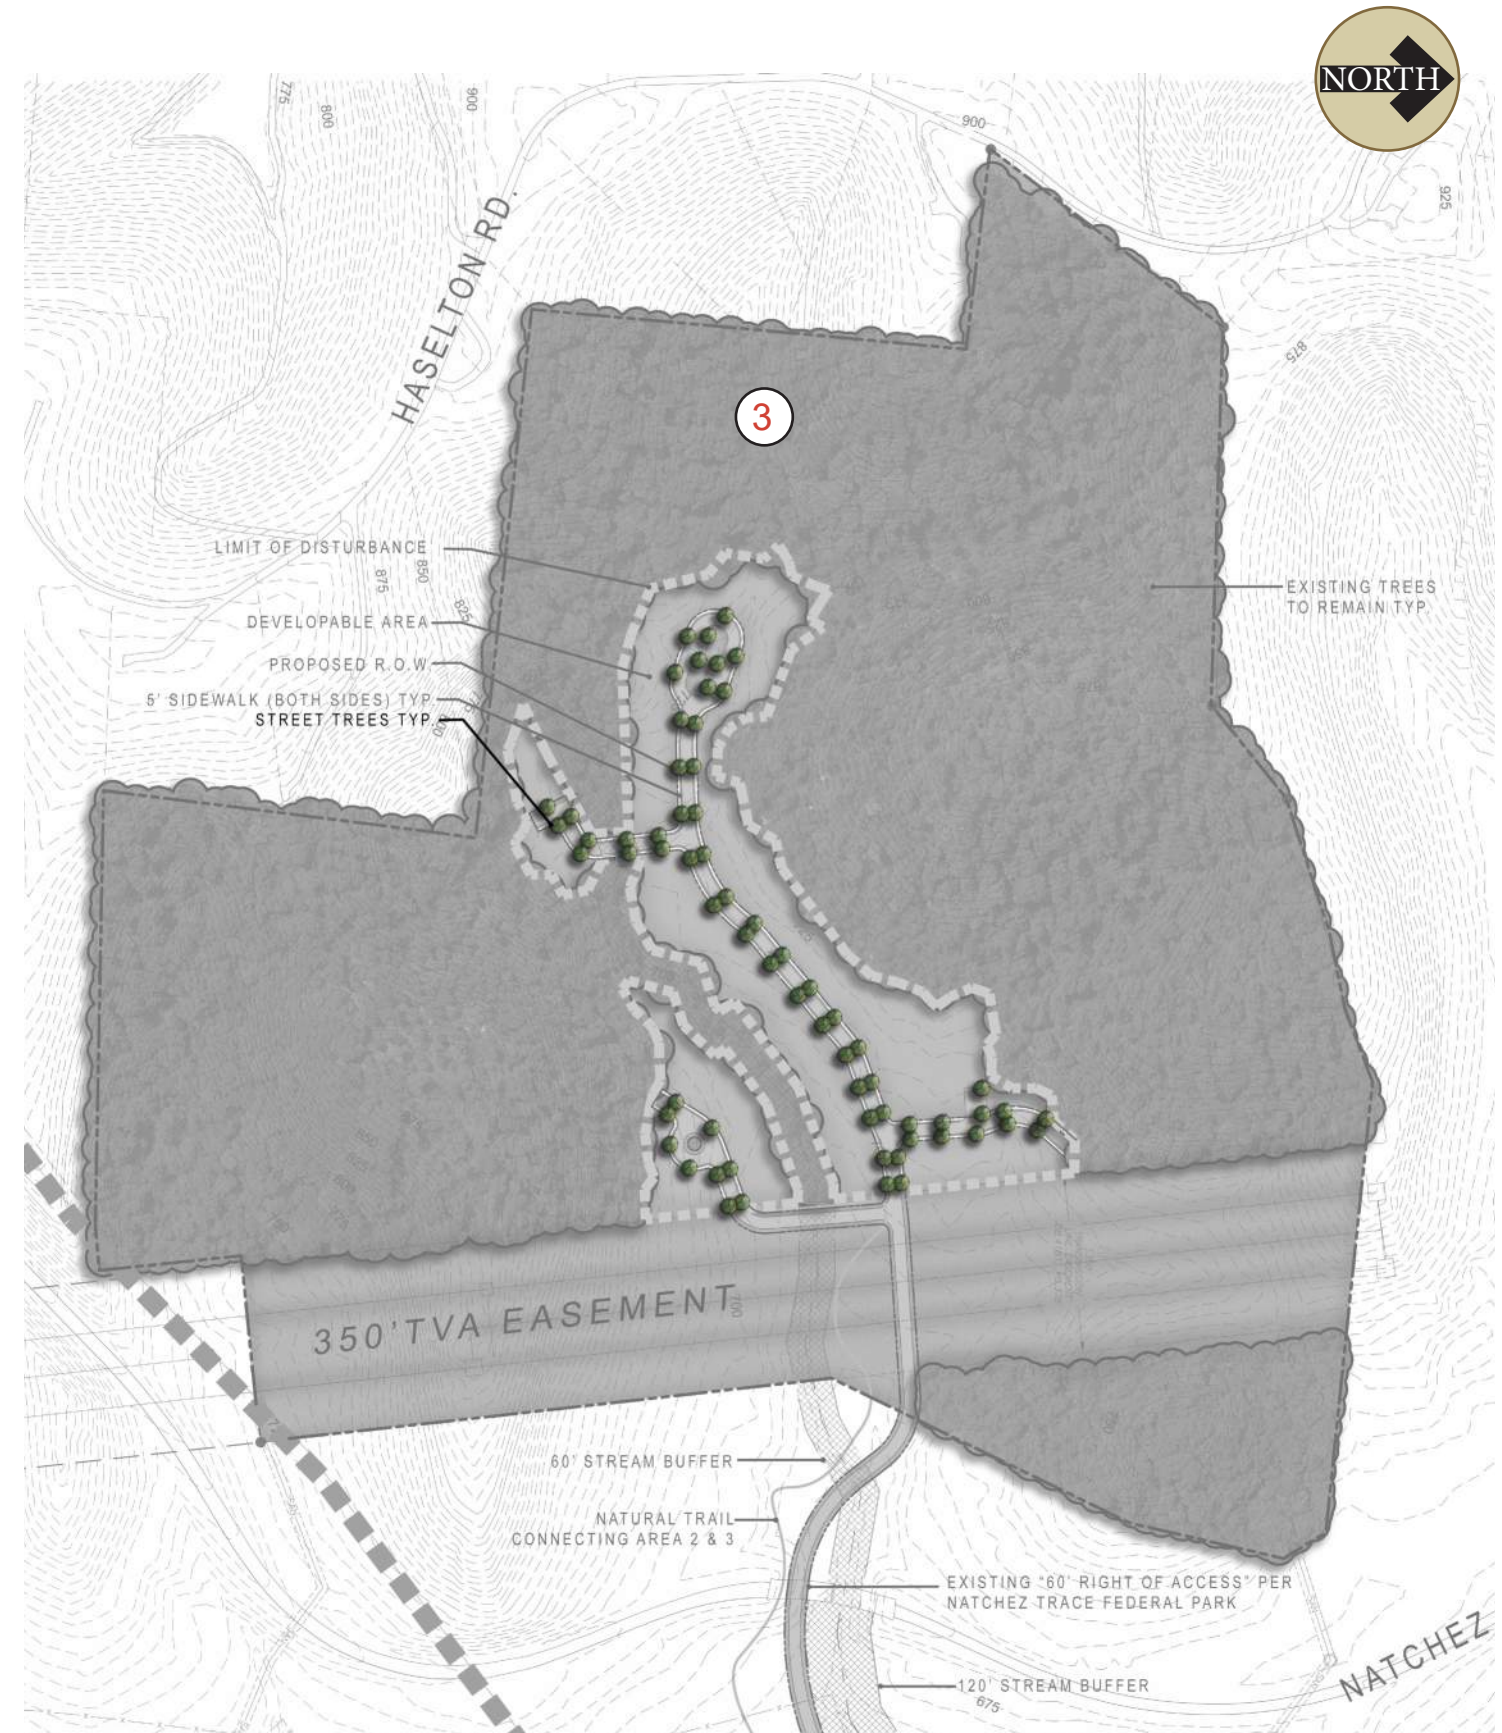 NORTH
775
800
900
900
925
HASELTON RD.
875
3
LIMIT OF DISTURBANCE
875
850
825
EXISTING TREES
TO REMAIN TYP.
DEVELOPABLE AREA
PROPOSED R.O.W
5' SIDEWALK (BOTH SIDES) TYP.
STREET TREES TYP.
350'TVA EASEMENT
700
60' STREAM BUFFER
NATURAL TRAIL
CONNECTING AREA 2 & 3
EXISTING "60' RIGHT OF ACCESS" PER
NATCHEZ TRACE FEDERAL PARK
NATCHEZ
120' STREAM BUFFER
675